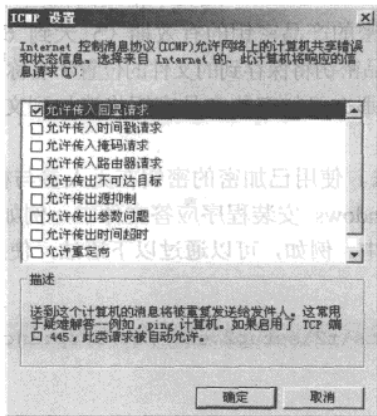 ICMP 设置
Internet 控制消息协议(ICMP)允许网络上的计算机共享错误
和状态信息。选择来自 Internet 的、此计算机将响应的信
息请求(I):
允许传入回显请求
允许传入时间戳请求
允许传入掩码请求
允许传入路由器请求
允许传出不可达目标
允许传出源抑制
允许传出参数问题
允许传出时间超时
允许重定向
描述
送到这个计算机的消息将被重复发送给发件人。这常用
于疑难解答--例如，ping 计算机。如果启用了 TCP 端
口 445，此类请求被自动允许。
确定
取消